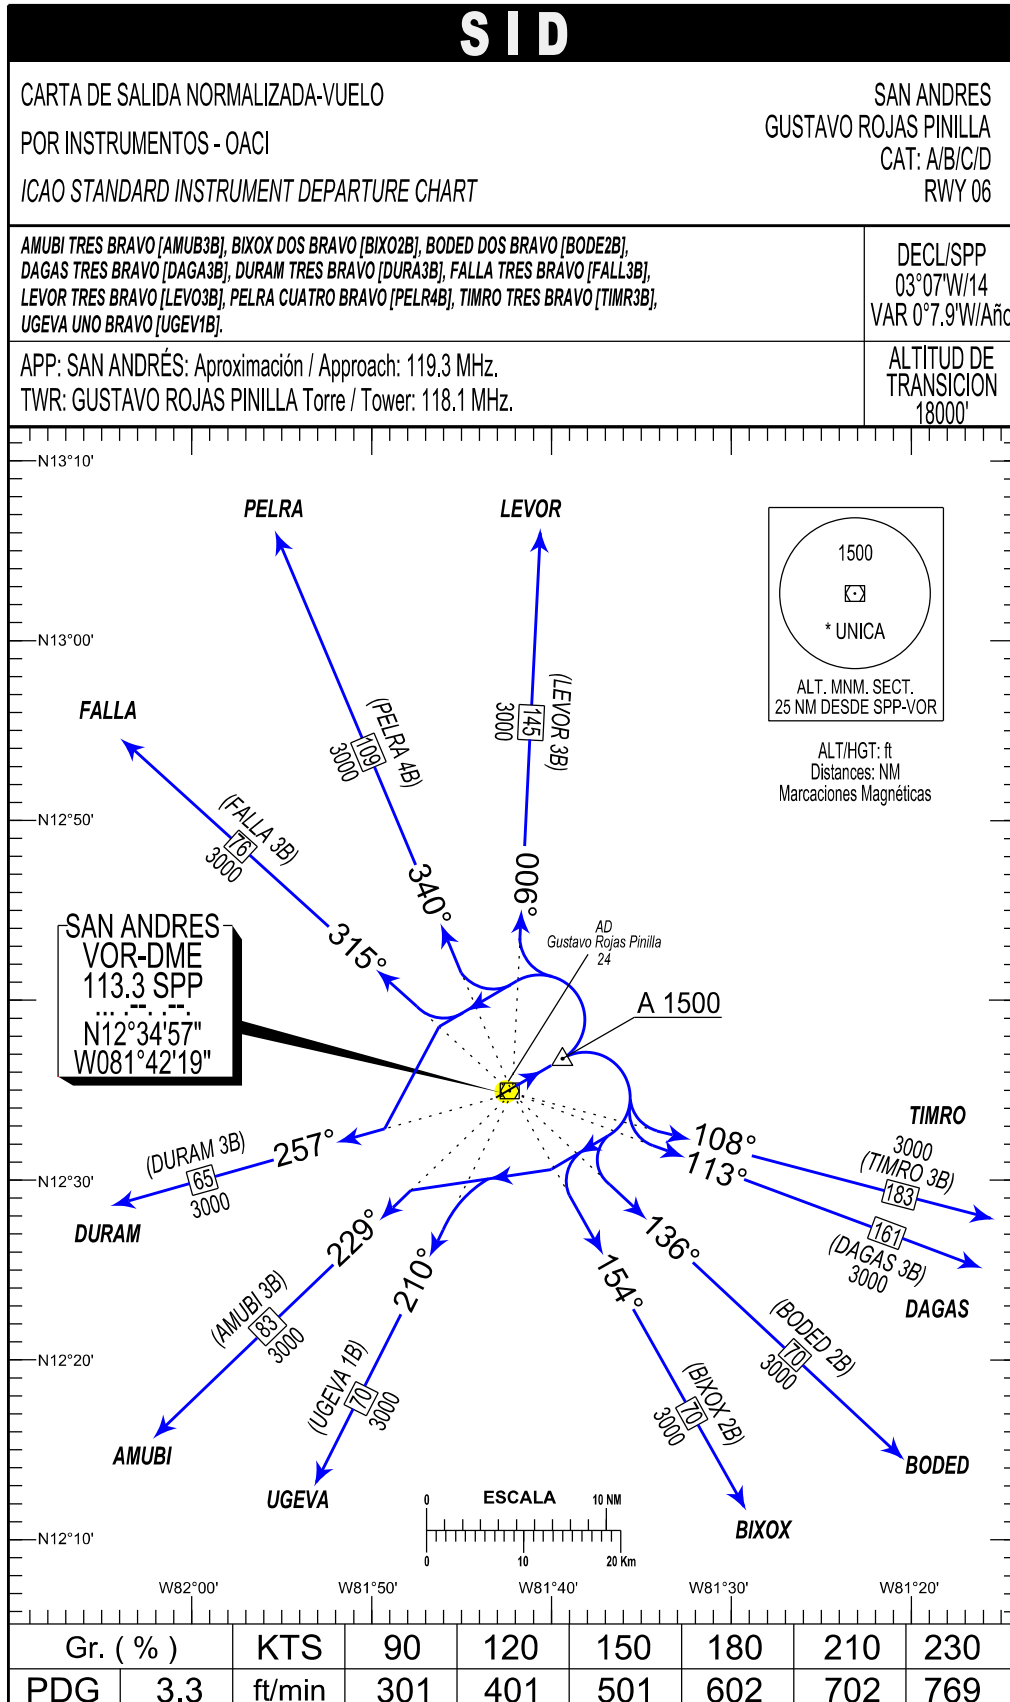 SID
CARTA DE SALIDA NORMALIZADA-VUELO
POR INSTRUMENTOS - OACI
ICAO STANDARD INSTRUMENT DEPARTURE CHART
SAN ANDRES
GUSTAVO ROJAS PINILLA
CAT: A/B/C/D
RWY 06
AMUBI TRES BRAVO [AMUB3B], BIXOX DOS BRAVO [BIXO2B], BODED DOS BRAVO [BODE2B],
DAGAS TRES BRAVO [DAGA3B], DURAM TRES BRAVO [DURA3B], FALLA TRES BRAVO [FALL3B],
LEVOR TRES BRAVO [LEVO3B], PELRA CUATRO BRAVO [PELR4B], TIMRO TRES BRAVO [TIMR3B],
UGEVA UNO BRAVO [UGEV1B].
DECL/SPP
03°07'W/14
VAR 0°7.9'W/Año
APP: SAN ANDRÉS: Aproximación / Approach: 119.3 MHz.
TWR: GUSTAVO ROJAS PINILLA Torre / Tower: 118.1 MHz.
ALTITUD DE
TRANSICION
18000'
N13°10'
PELRA
LEVOR
1500
* UNICA
ALT. MNM. SECT.
25 NM DESDE SPP-VOR
ALT/HGT: ft
Distances: NM
Marcaciones Magnéticas
N13°00'
FALLA
(PELRA 4B)
109
3000
(LEVOR 3B)
145
3000
N12°50'
(FALLA 3B)
76
3000
340°
006°
315°
AD
Gustavo Rojas Pinilla
24
A 1500
SAN ANDRES
VOR-DME
113.3 SPP
... .--. .--.
N12°34'57"
W081°42'19"
TIMRO
3000
(TIMRO 3B)
183
108°
113°
161
(DAGAS 3B)
3000
DAGAS
N12°30'
(DURAM 3B)
65
3000
257°
DURAM
229°
210°
154°
136°
(AMUBI 3B)
83
3000
(UGEVA 1B)
70
3000
(BIXOX 2B)
70
3000
(BODED 2B)
70
3000
N12°20'
AMUBI
UGEVA
BIXOX
BODED
0 ESCALA 10 NM
0 10 20 Km
N12°10'
W82°00' W81°50' W81°40' W81°30' W81°20'
Gr. ( % ) KTS 90 120 150 180 210 230
PDG 3.3 ft/min 301 401 501 602 702 769